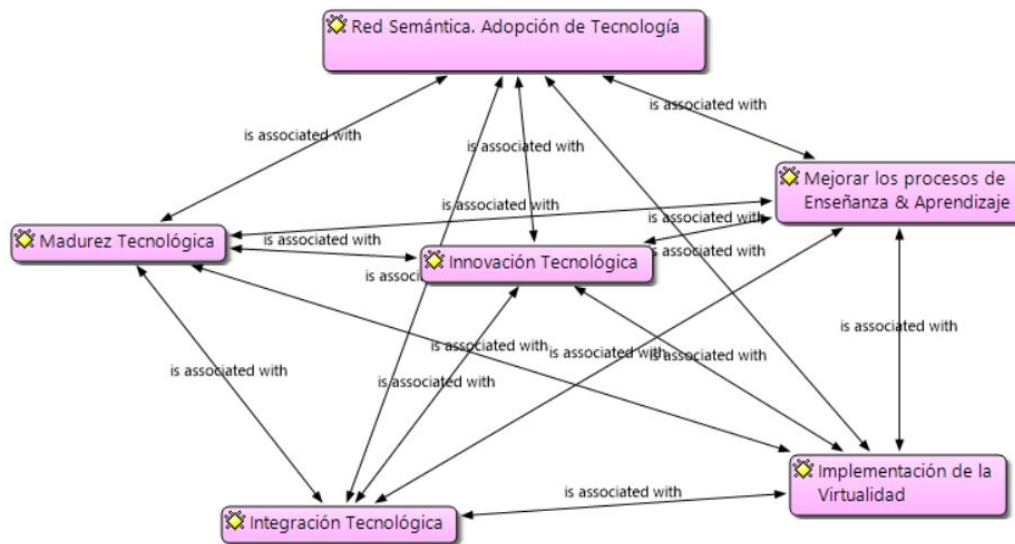 Red Semántica. Adopción de Tecnología
is associated with
is associated with
is associated with
Mejorar los procesos de
Enseñanza & Aprendizaje
is associated with
is associated with
Madurez Tecnológica
is associated with
is associated with
Innovación Tecnológica
is associated with
is associated with
is associated with
is associated with
is associated with
is associated with
is associated with
Implementación de la
Virtualidad
is associated with
Integración Tecnológica